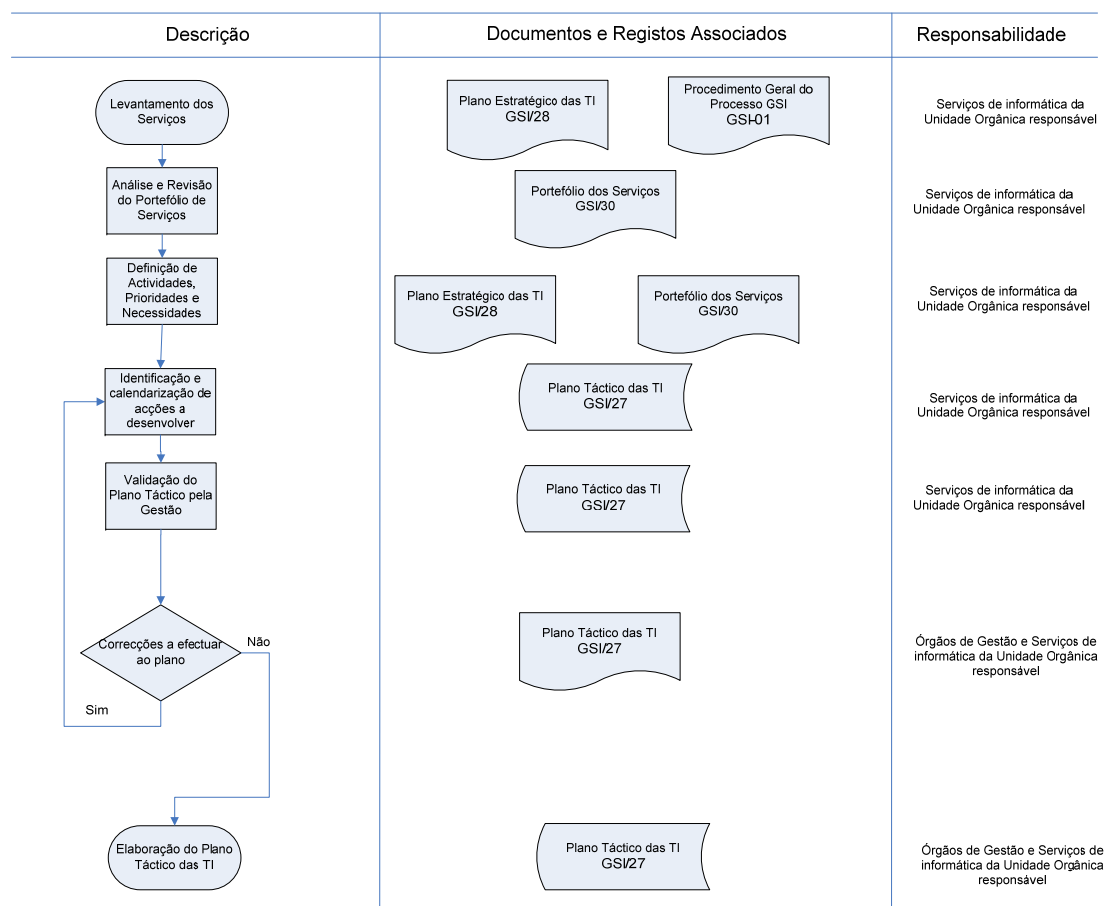 Descrição
Documentos e Registos Associados
Responsabilidade
Levantamento dos
Serviços
Plano Estratégico das TI
GSI/28
Procedimento Geral do
Processo GSI
GSI-01
Serviços de informática da
Unidade Orgânica responsável
Análise e Revisão
do Portefólio de
Serviços
Portefólio dos Serviços
GSI/30
Serviços de informática da
Unidade Orgânica responsável
Definição de
Actividades,
Prioridades e
Necessidades
Plano Estratégico das TI
GSI/28
Portefólio dos Serviços
GSI/30
Serviços de informática da
Unidade Orgânica responsável
Identificação e
calendarização de
acções a
desenvolver
Plano Táctico das TI
GSI/27
Serviços de informática da
Unidade Orgânica responsável
Validação do
Plano Táctico pela
Gestão
Plano Táctico das TI
GSI/27
Serviços de informática da
Unidade Orgânica responsável
Correcções a efectuar
ao plano
Não
Sim
Plano Táctico das TI
GSI/27
Órgãos de Gestão e Serviços de
informática da Unidade Orgânica
responsável
Elaboração do Plano
Táctico das TI
Plano Táctico das TI
GSI/27
Órgãos de Gestão e Serviços de
informática da Unidade Orgânica
responsável